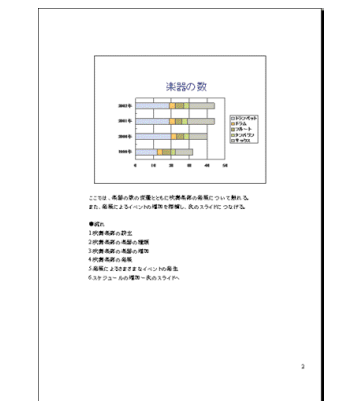 楽器の数
2002年
2001年
2000年
1999年
0 10 20 30 40 50
トランペット
ドラム
フルート
タンバリン
サックス
ここでは、楽器の数の変遷とともに吹奏楽部の発展について触れる。
また、発展によるイベントの増加を理解し、次のスライドにつなげる。
●流れ
1.吹奏楽部の設立
2.吹奏楽部の楽器の種類
3.吹奏楽部の楽器の増加
4.吹奏楽部の発展
5.発展によるさまざまなイベントの発生
6.スケジュールの増加→次のスライドへ
2